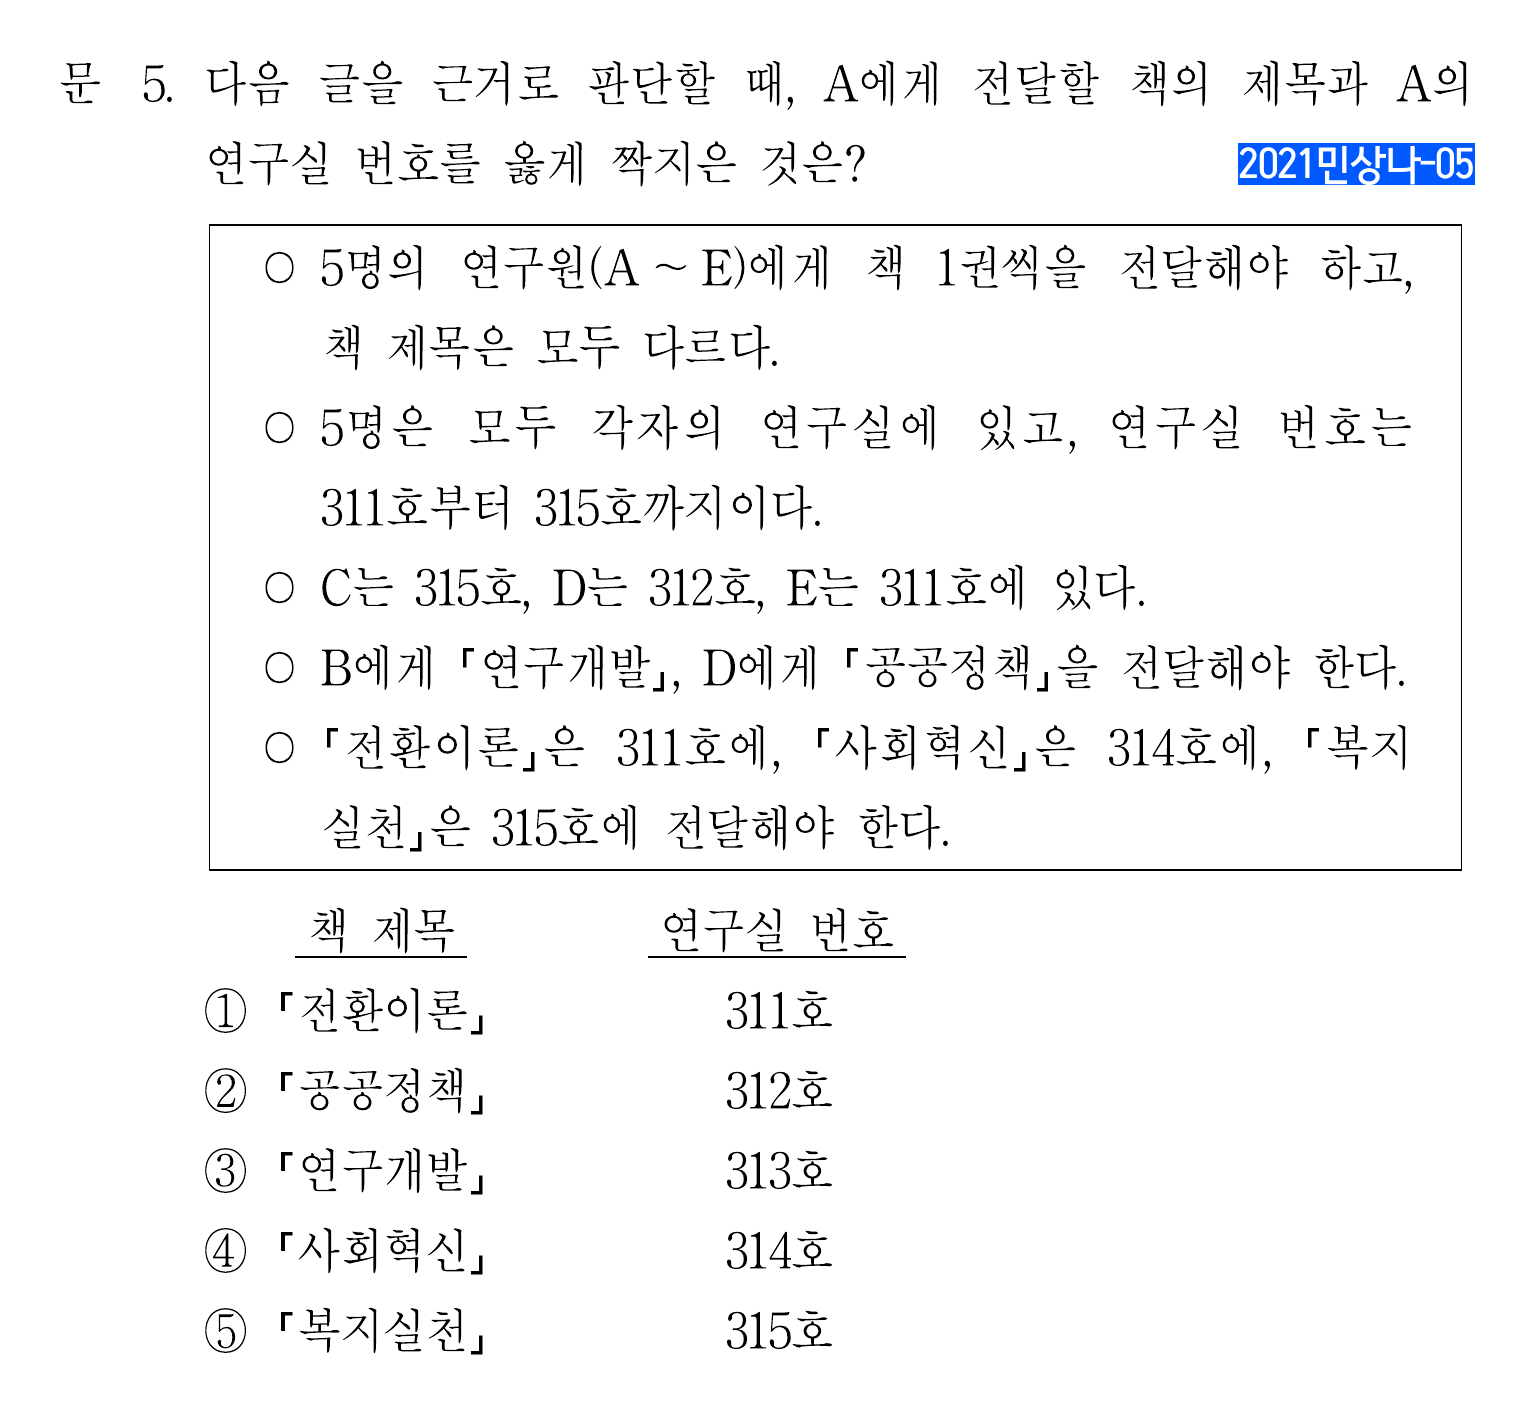 문 5. 다음 글을 근거로 판단할 때, A에게 전달할 책의 제목과 A의
연구실 번호를 옳게 짝지은 것은?
2021민상나-05
○ 5명의 연구원(A ~ E)에게 책 1권씩을 전달해야 하고,
책 제목은 모두 다르다.
○ 5명은 모두 각자의 연구실에 있고, 연구실 번호는
311호부터 315호까지이다.
○ C는 315호, D는 312호, E는 311호에 있다.
○ B에게 「연구개발」, D에게 「공공정책」을 전달해야 한다.
○ 「전환이론」은 311호에, 「사회혁신」은 314호에, 「복지
실천」은 315호에 전달해야 한다.
책 제목 연구실 번호
① 「전환이론」 311호
② 「공공정책」 312호
③ 「연구개발」 313호
④ 「사회혁신」 314호
⑤ 「복지실천」 315호